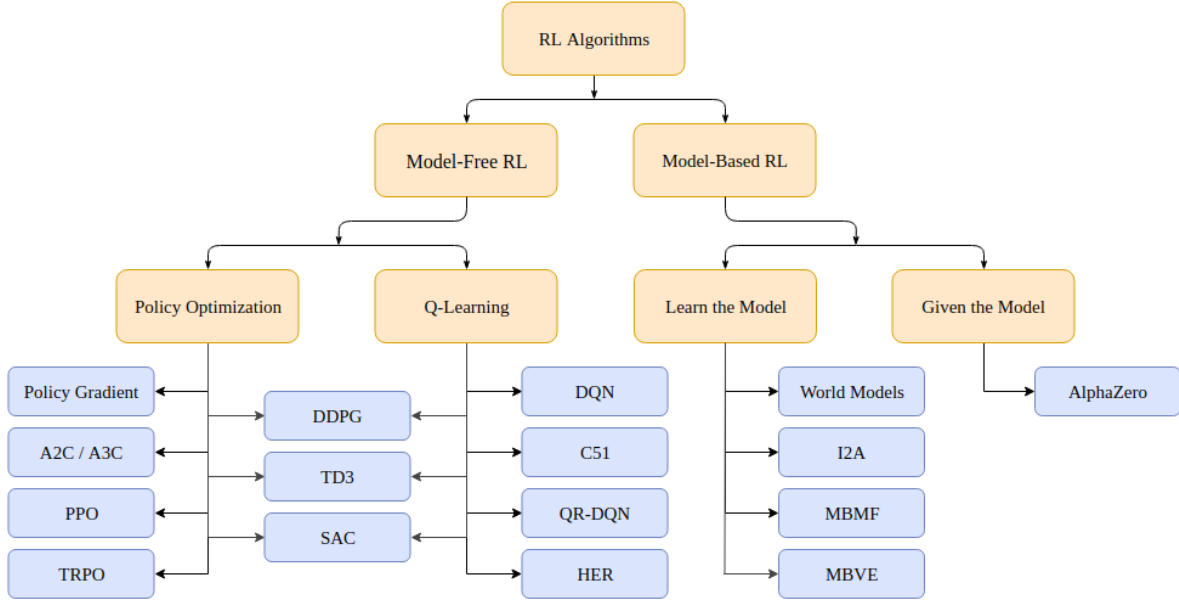 RL Algorithms
Model-Free RL
Model-Based RL
Policy Optimization
Q-Learning
Learn the Model
Given the Model
Policy Gradient
A2C / A3C
PPO
TRPO
DDPG
TD3
SAC
DQN
C51
QR-DQN
HER
World Models
I2A
MBMF
MBVE
AlphaZero